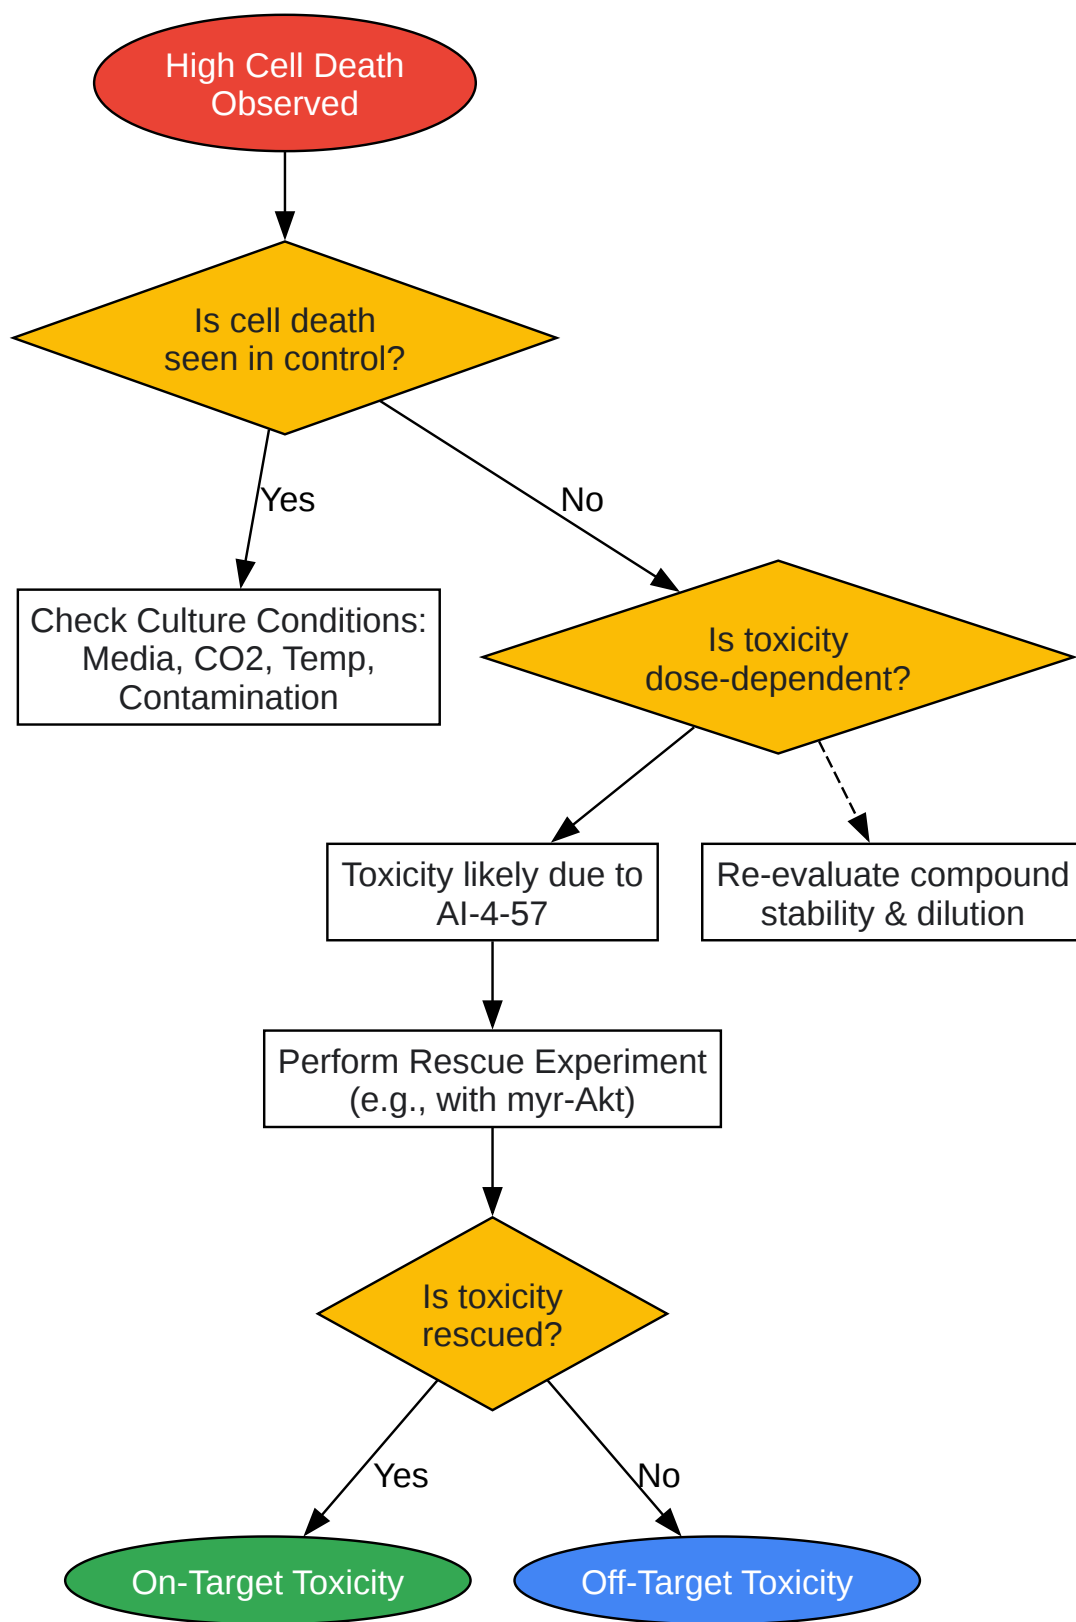 High Cell Death
Observed
Is cell death
seen in control?
Yes
No
Check Culture Conditions:
Media, CO2, Temp,
Contamination
Is toxicity
dose-dependent?
Toxicity likely due to
AI-4-57
Re-evaluate compound
stability & dilution
Perform Rescue Experiment
(e.g., with myr-Akt)
Is toxicity
rescued?
Yes
No
On-Target Toxicity
Off-Target Toxicity